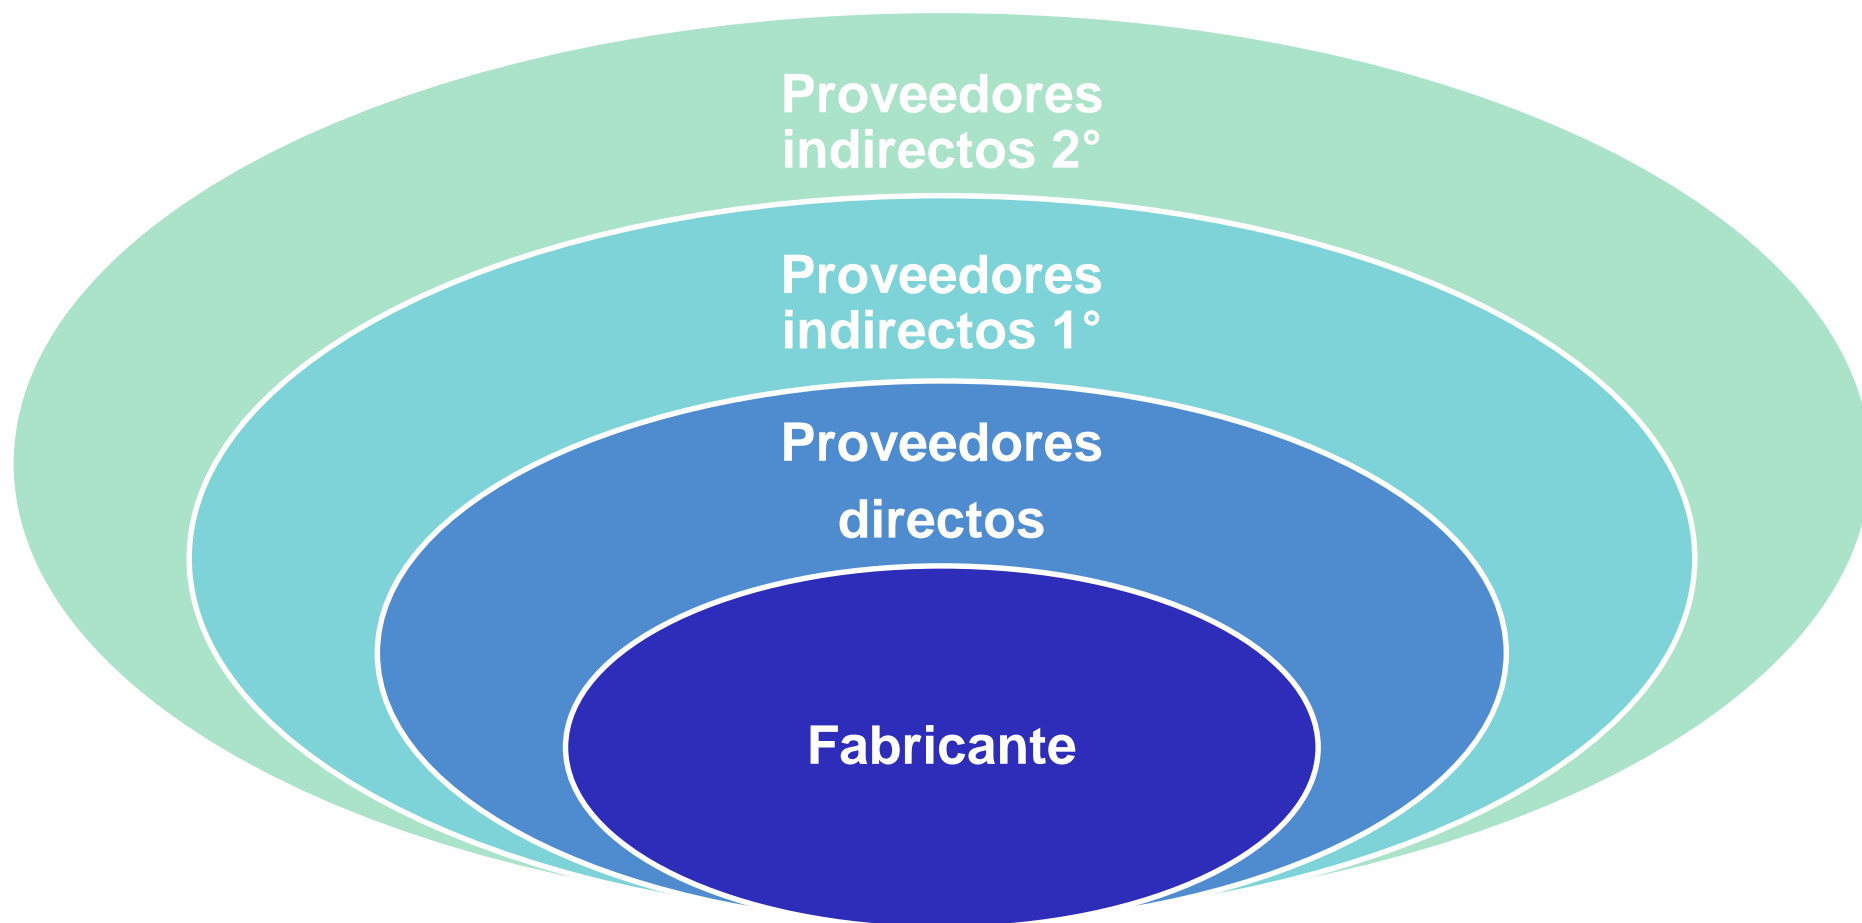 Proveedores
indirectos 2°
Proveedores
indirectos 1°
Proveedores
directos
Fabricante